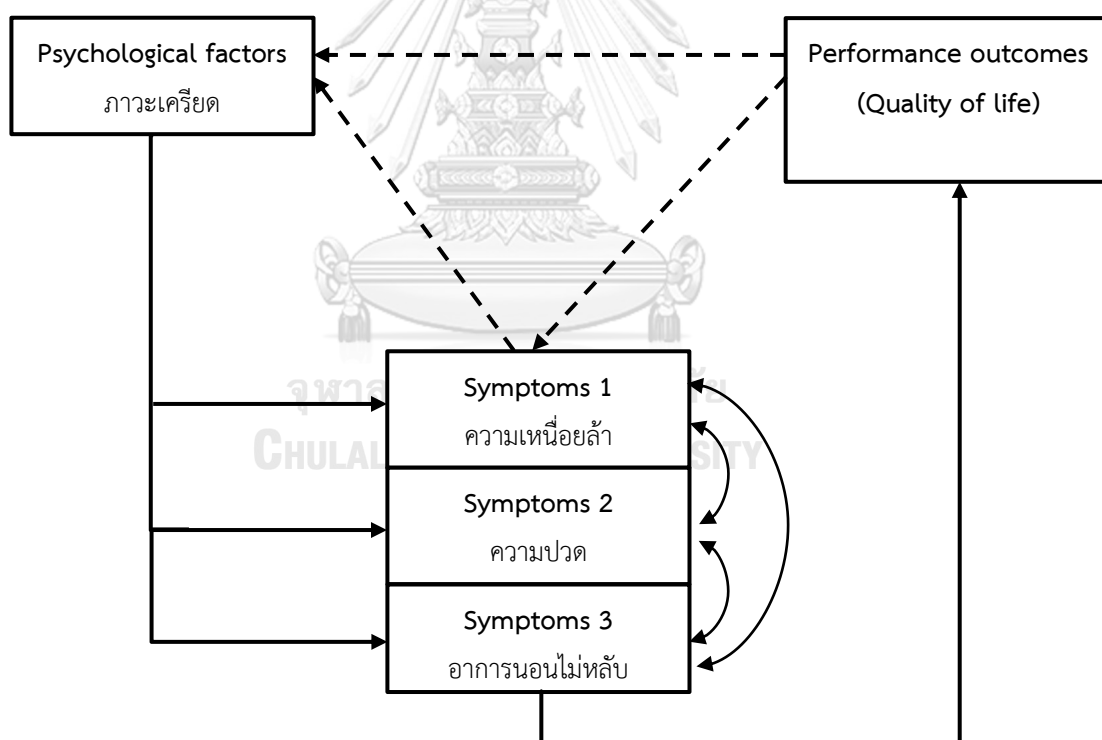 Psychological factors
ภาวะเครียด
Performance outcomes
(Quality of life)
Symptoms 1
ความเหนื่อยล้า
Symptoms 2
ความปวด
Symptoms 3
อาการนอนไม่หลับ